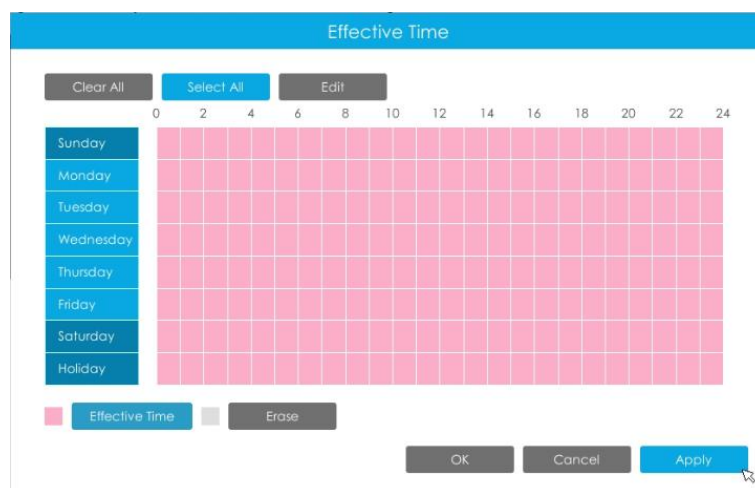 Effective Time
Clear All Select All Edit
0 2 4 6 8 10 12 14 16 18 20 22 24
Sunday
Monday
Tuesday
Wednesday
Thursday
Friday
Saturday
Holiday
Effective Time Erase
OK Cancel Apply